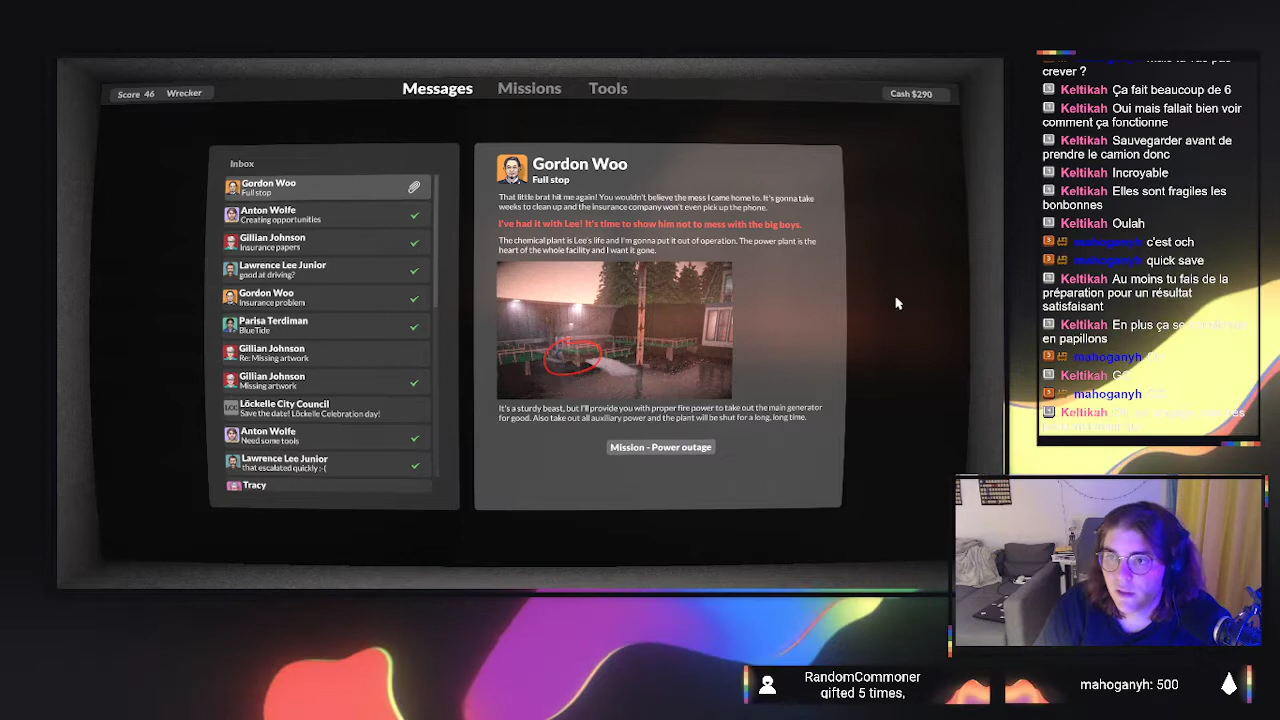 Score 46 Wrecker
Messages Missions Tools
Cash $290
Inbox
Gordon Woo
Full stop
Anton Wolfe
Creating opportunities
Gillian Johnson
Insurance papers
Lawrence Lee Junior
good at driving?
Gordon Woo
Insurance problem
Parisa Terdiman
BlueTide
Gillian Johnson
Re: Missing artwork
Gillian Johnson
Missing artwork
Löckelle City Council
Save the date! Löckelle Celebration day!
LCC
Anton Wolfe
Need some tools
Lawrence Lee Junior
that escalated quickly :-(
Tracy
Gordon Woo
Full stop
That little brat hit me again! You wouldn't believe the mess I came home to. It's gonna take
weeks to clean up and the insurance company won't even pick up the phone.
I've had it with Lee! It's time to show him not to mess with the big boys.
The chemical plant is Lee's life and I'm gonna put it out of operation. The power plant is the
heart of the whole facility and I want it gone.
It's a sturdy beast, but I'll provide you with proper fire power to take out the main generator
for good. Also take out all auxiliary power and the plant will be shut for a long, long time.
Mission - Power outage
crever ?
Keltikah Ça fait beaucoup de 6
Keltikah Oui mais fallait bien voir
comment ça fonctionne
Keltikah Sauvegarder avant de
prendre le camion donc
Keltikah Incroyable
Keltikah Elles sont fragiles les
bonbonnes
Keltikah Oulah
mahoganyh c'est och
mahoganyh quick save
Keltikah Au moins tu fais de la
préparation pour un résultat
satisfaisant
Keltikah En plus ça se
papillons
mahoganyh
Keltikah
mahoganyh
Keltikah
RandomCommoner
gifted 5 times,
mahoganyh: 500